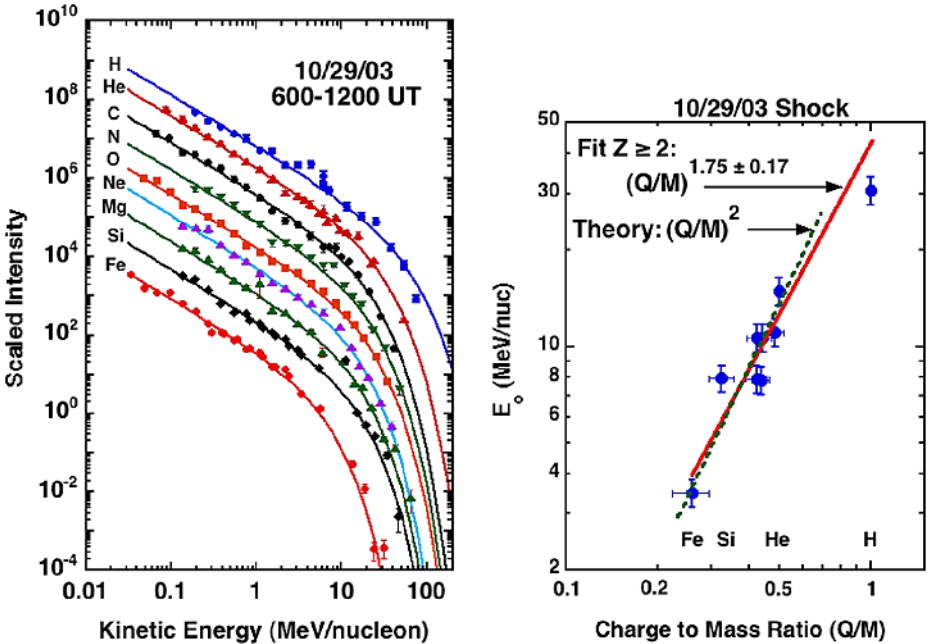 10/29/03
600-1200 UT
H
He
C
N
O
Ne
Mg
Si
Fe
Scaled Intensity
10^10
10^8
10^6
10^4
10^2
10^0
10^-2
10^-4
0.01 0.1 1 10 100
Kinetic Energy (MeV/nucleon)
10/29/03 Shock
Fit Z ≥ 2:
(Q/M)^1.75 ± 0.17
Theory: (Q/M)^2
E_o (MeV/nuc)
50
30
10
8
6
4
2
Fe Si He H
0.1 0.2 0.5 1
Charge to Mass Ratio (Q/M)